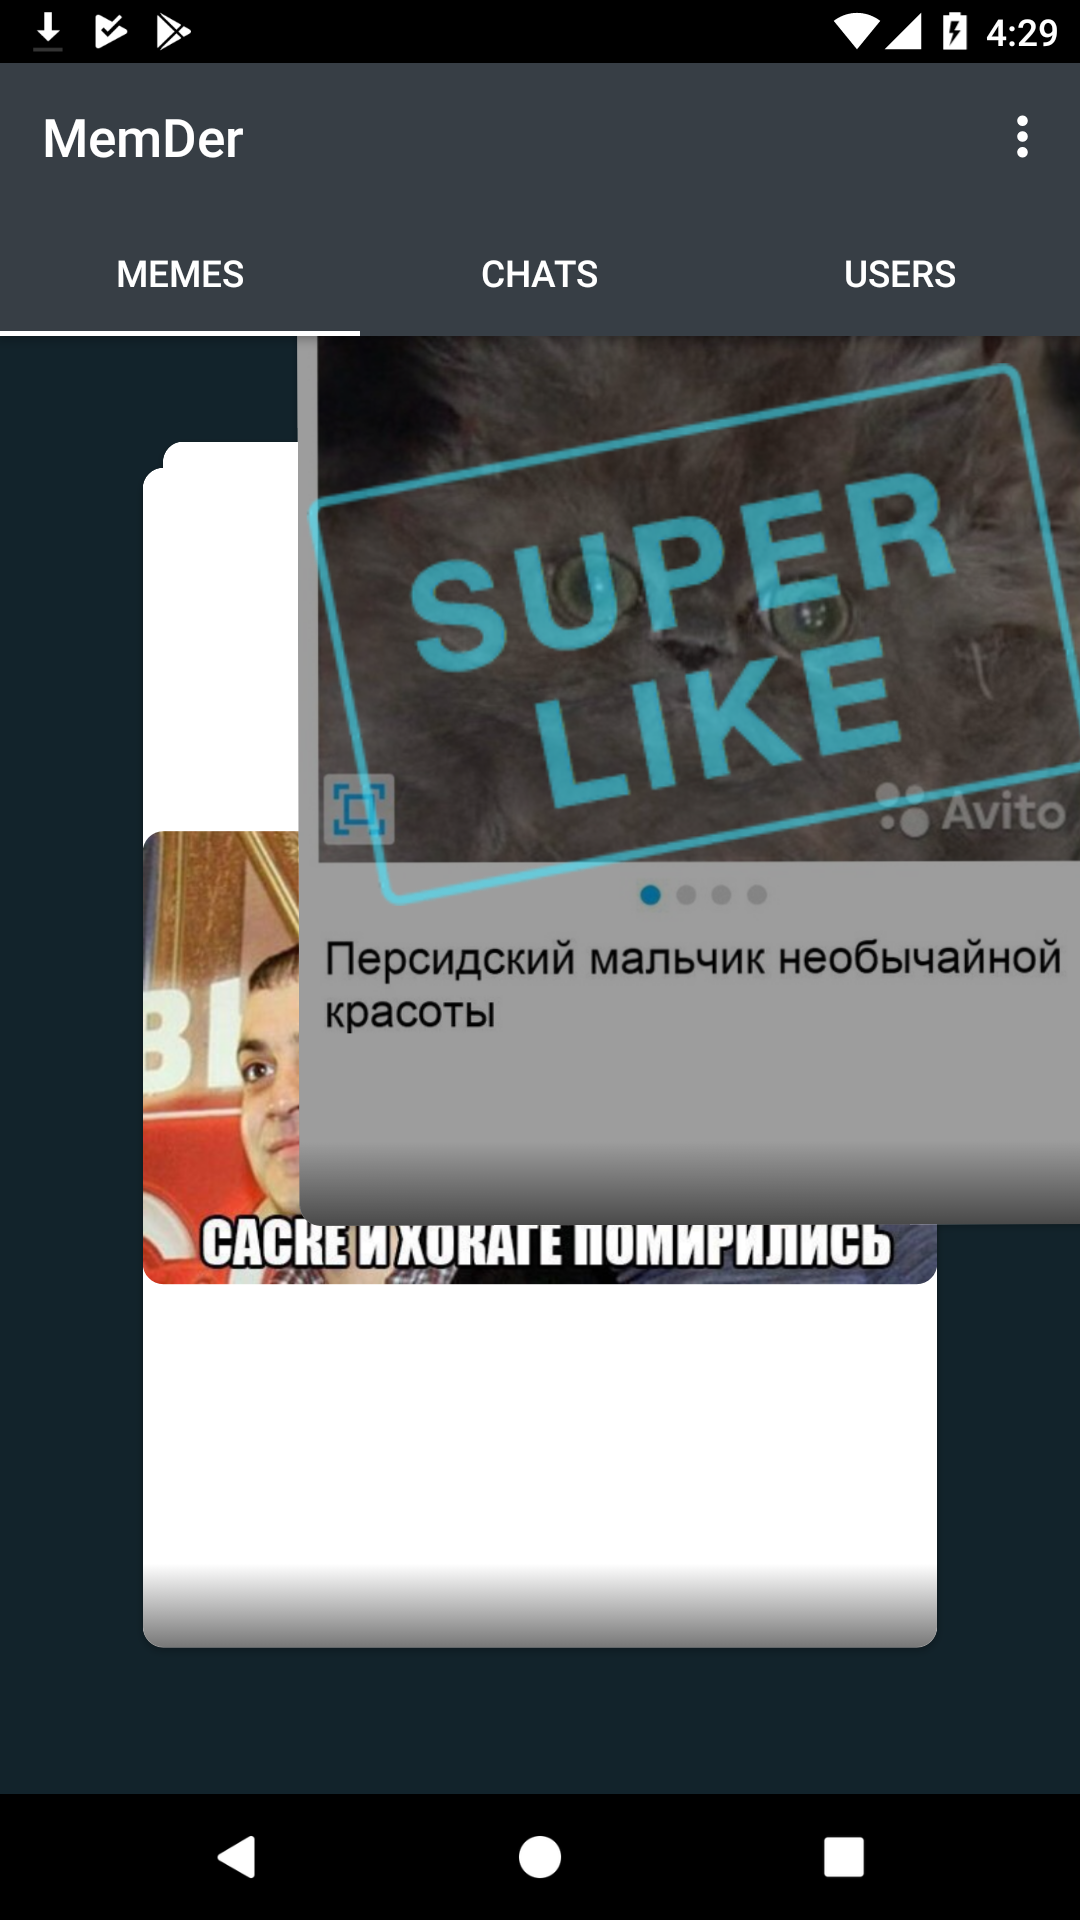 4:29
MemDer
MEMES CHATS USERS
SUPER
LIKE
Avito
Персидский мальчик необычайной
красоты
САСКЕ И ХОКАГЕ ПОМИРИЛИСЬ